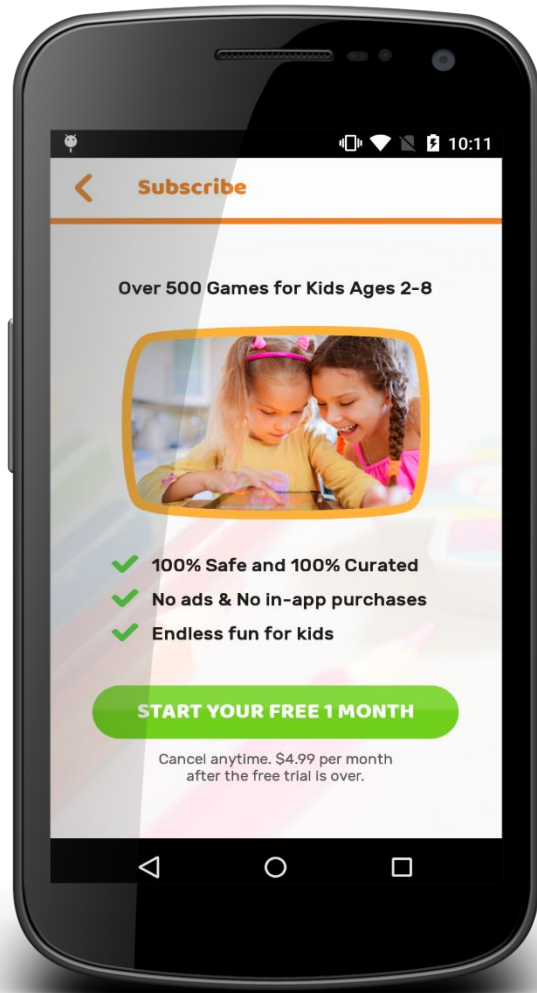 10:11
Subscribe
Over 500 Games for Kids Ages 2-8
100% Safe and 100% Curated
No ads & No in-app purchases
Endless fun for kids
START YOUR FREE 1 MONTH
Cancel anytime. $4.99 per month
after the free trial is over.